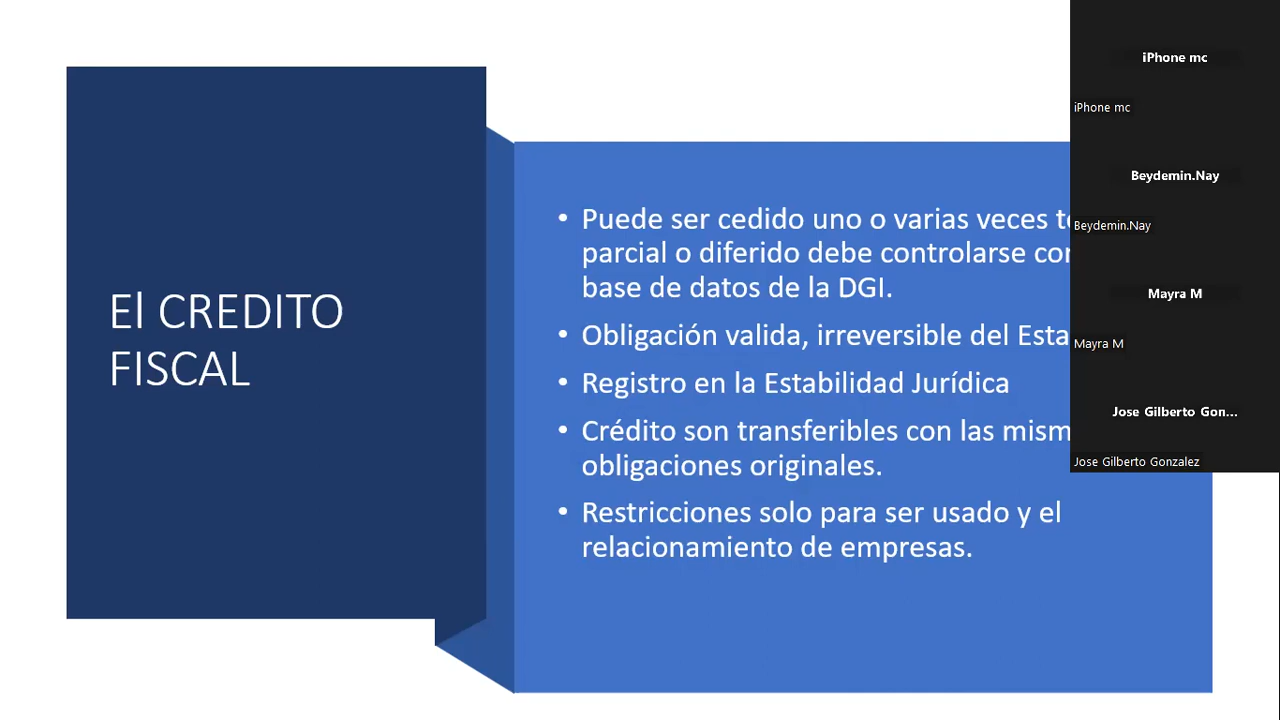 El CREDITO
FISCAL
• Puede ser cedido uno o varias veces
parcial o diferido debe controlarse
base de datos de la DGI.
• Obligación valida, irreversible del
• Registro en la Estabilidad Jurídica
• Crédito son transferibles con las
obligaciones originales.
• Restricciones solo para ser usado y el
relacionamiento de empresas.
iPhone mc
iPhone mc
Beydemin.Nay
Beydemin.Nay
Mayra M
Mayra M
Jose Gilberto Gon...
Jose Gilberto Gonzalez